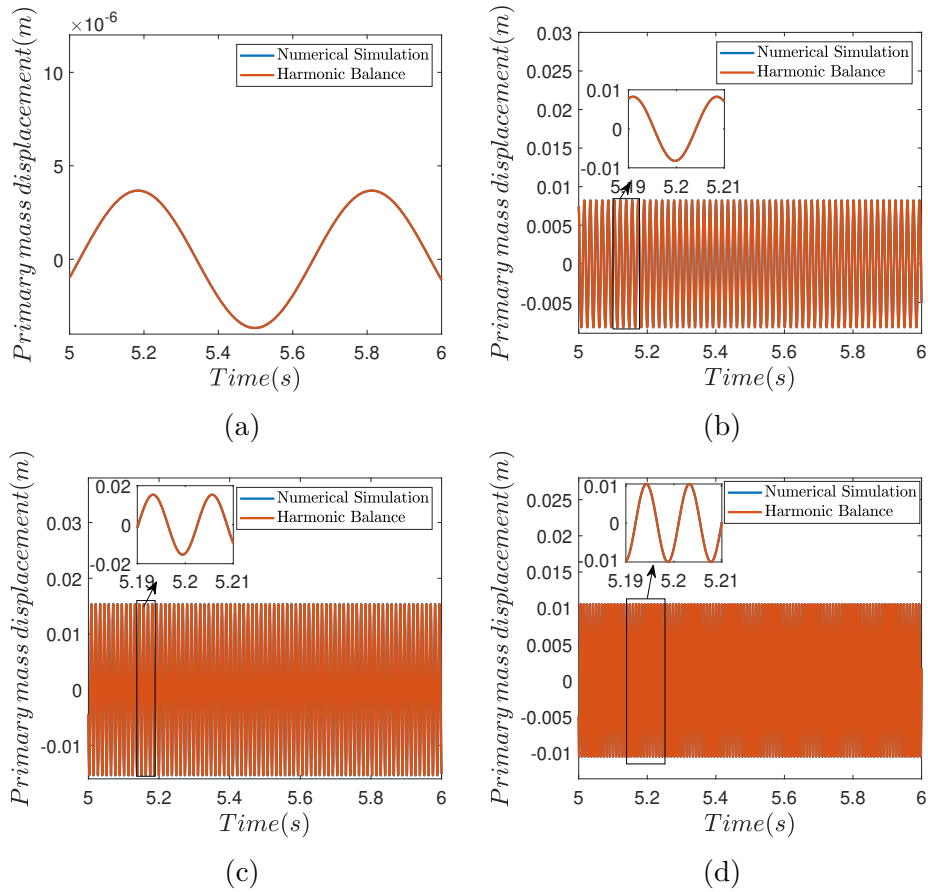 ×10⁻⁶
Primary mass displacement(m)
10
5
0
Numerical Simulation
Harmonic Balance
5 5.2 5.4 5.6 5.8 6
Time(s)
(a)
Primary mass displacement(m)
0.03
0.025
0.02
0.015
0.01
0.005
0
-0.005
Numerical Simulation
Harmonic Balance
0.01
0
-0.01
5.19 5.2 5.21
5 5.2 5.4 5.6 5.8 6
Time(s)
(b)
Primary mass displacement(m)
0.03
0.02
0.01
0
-0.01
Numerical Simulation
Harmonic Balance
0.02
0
-0.02
5.19 5.2 5.21
5 5.2 5.4 5.6 5.8 6
Time(s)
(c)
Primary mass displacement(m)
0.025
0.02
0.015
0.01
0.005
0
-0.005
-0.01
Numerical Simulation
Harmonic Balance
0.01
0
-0.01
5.19 5.2 5.21
5 5.2 5.4 5.6 5.8 6
Time(s)
(d)